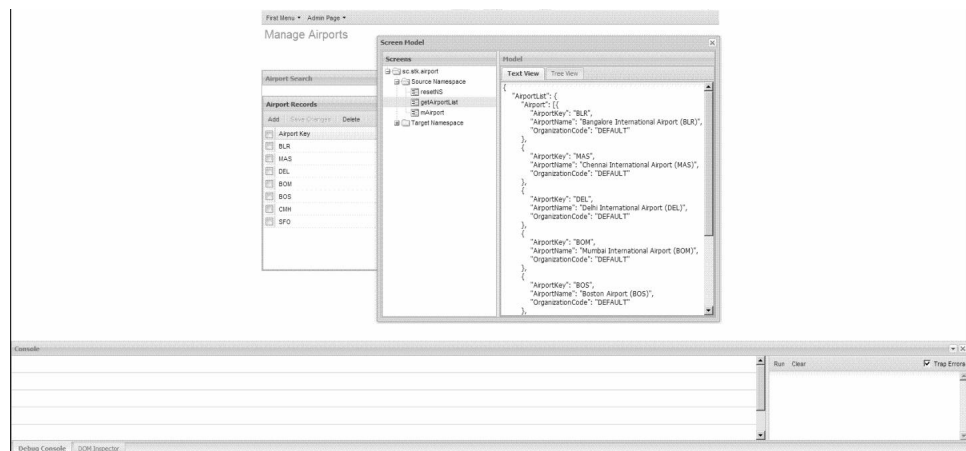 First Menu Admin Page
Manage Airports
Airport Search
Airport Records
Add Save Changes Delete
Airport Key
BLR
MAS
DEL
BOM
BOS
CMH
SFO
Screen Model
Screens
sc.stk.airport
Source Namespace
resetNS
getAirportList
mAirport
Target Namespace
Model
Text View Tree View
{
"AirportList": {
"Airport": [{
"AirportKey": "BLR",
"AirportName": "Bangalore International Airport (BLR)",
"OrganizationCode": "DEFAULT"
},
{
"AirportKey": "MAS",
"AirportName": "Chennai International Airport (MAS)",
"OrganizationCode": "DEFAULT"
},
{
"AirportKey": "DEL",
"AirportName": "Delhi International Airport (DEL)",
"OrganizationCode": "DEFAULT"
},
{
"AirportKey": "BOM",
"AirportName": "Mumbai International Airport (BOM)",
"OrganizationCode": "DEFAULT"
},
{
"AirportKey": "BOS",
"AirportName": "Boston Airport (BOS)",
"OrganizationCode": "DEFAULT"
},
Console
Run Clear Trap Errors
Debug Console DOM Inspector